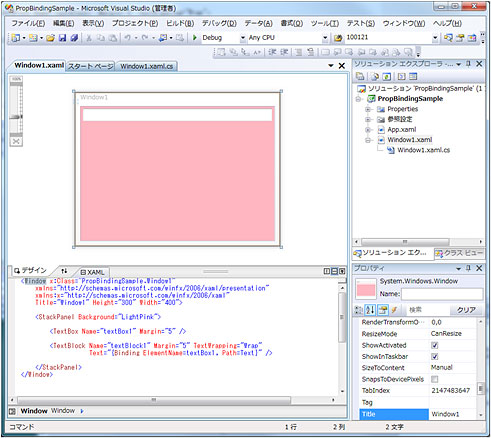 PropBindingSample - Microsoft Visual Studio (管理者)
ファイル(F) 編集(E) 表示(V) プロジェクト(P) ビルド(B) デバッグ(D) データ(A) 書式(O) ツール(T) テスト(S) ウィンドウ(W) ヘルプ(H)
Debug Any CPU 100121
Window1.xaml スタート ページ Window1.xaml.cs
100%
Window1
デザイン XAML
<Window x:Class="PropBindingSample.Window1"
xmlns="http://schemas.microsoft.com/winfx/2006/xaml/presentation"
xmlns:x="http://schemas.microsoft.com/winfx/2006/xaml"
Title="Window1" Height="300" Width="400">
<StackPanel Background="LightPink">
<TextBox Name="textBox1" Margin="5" />
<TextBlock Name="textBlock1" Margin="5" TextWrapping="Wrap"
Text="{Binding ElementName=textBox1, Path=Text}" />
</StackPanel>
</Window>
Window Window
コマンド 1 行 2 列 2 文字
ソリューション エクスプローラ -
ソリューション 'PropBindingSample' (1
PropBindingSample
Properties
参照設定
App.xaml
Window1.xaml
Window1.xaml.cs
ソリューション エク... クラス ビュー
プロパティ
System.Windows.Window
Name:
検索 クリア
RenderTransformO 0,0
ResizeMode CanResize
ShowActivated
ShowInTaskbar
SizeToContent Manual
SnapsToDevicePixels
TabIndex 2147483647
Tag
Title Window1